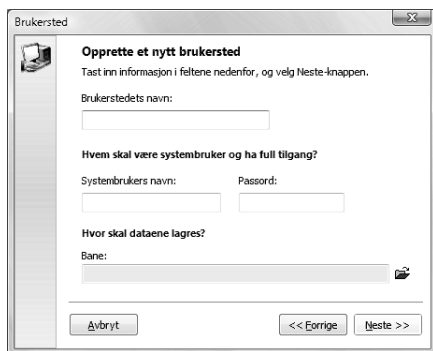 Brukersted
Opprette et nytt brukersted
Tast inn informasjon i feltene nedenfor, og velg Neste-knappen.
Brukerstedets navn:
Hvem skal være systembruker og ha full tilgang?
Systembrukers navn: Passord:
Hvor skal dataene lagres?
Bane:
Avbryt << Forrige Neste >>